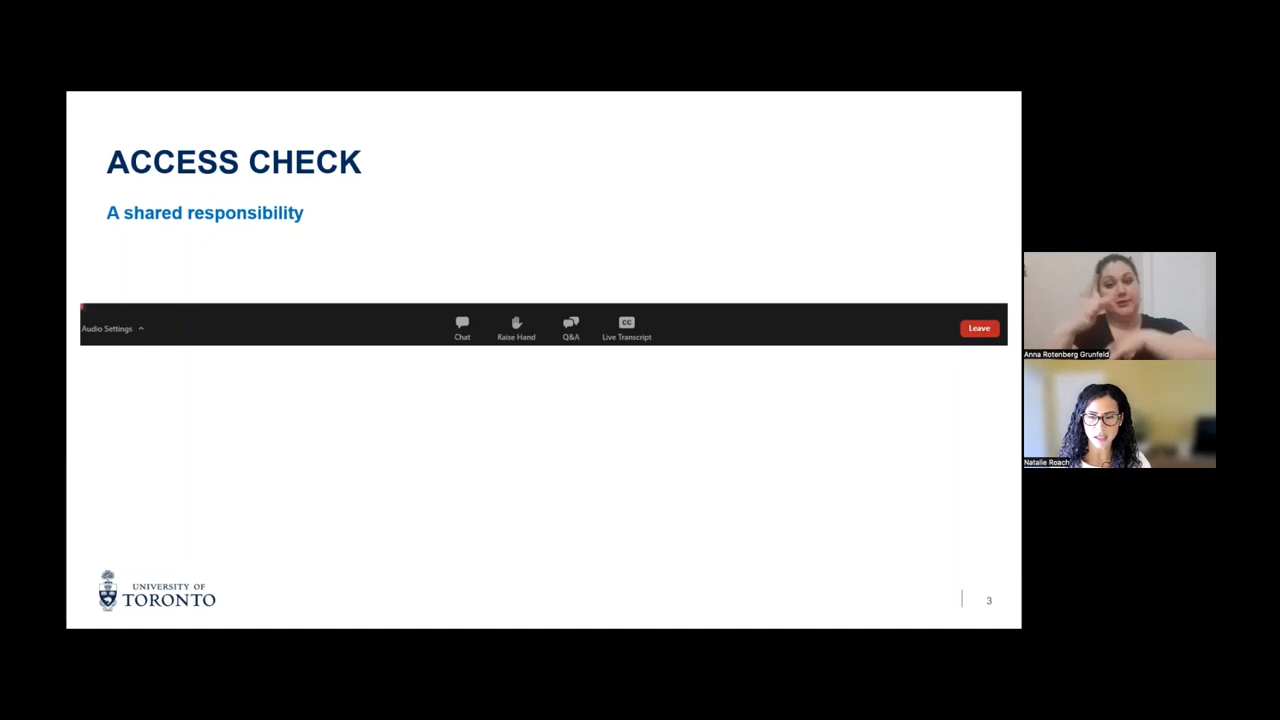 ACCESS CHECK
A shared responsibility
Audio Settings
Chat
Raise Hand
Q&A
CC
Live Transcript
Leave
Anna Rotenberg Grunfeld
Natalie Roach
UNIVERSITY OF
TORONTO
3